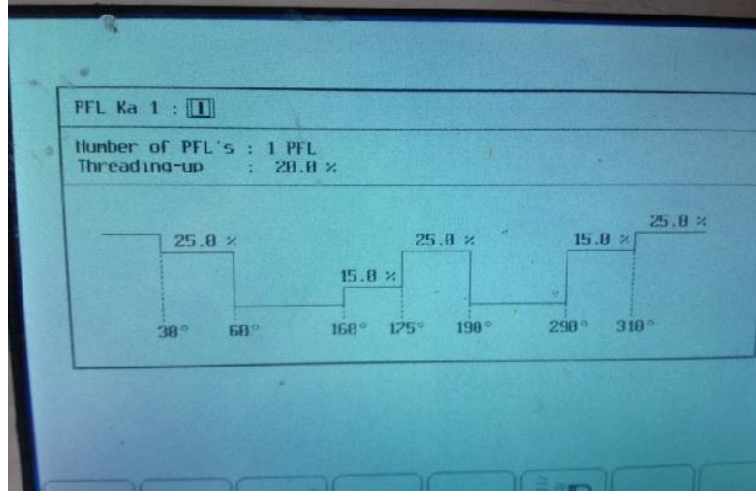 PFL Ka 1 : 1
Number of PFL's : 1 PFL
Threading-up : 20.0 %
25.0 %
25.0 % 25.0 % 15.0 %
15.0 %
30° 60° 160° 175° 190° 290° 310°